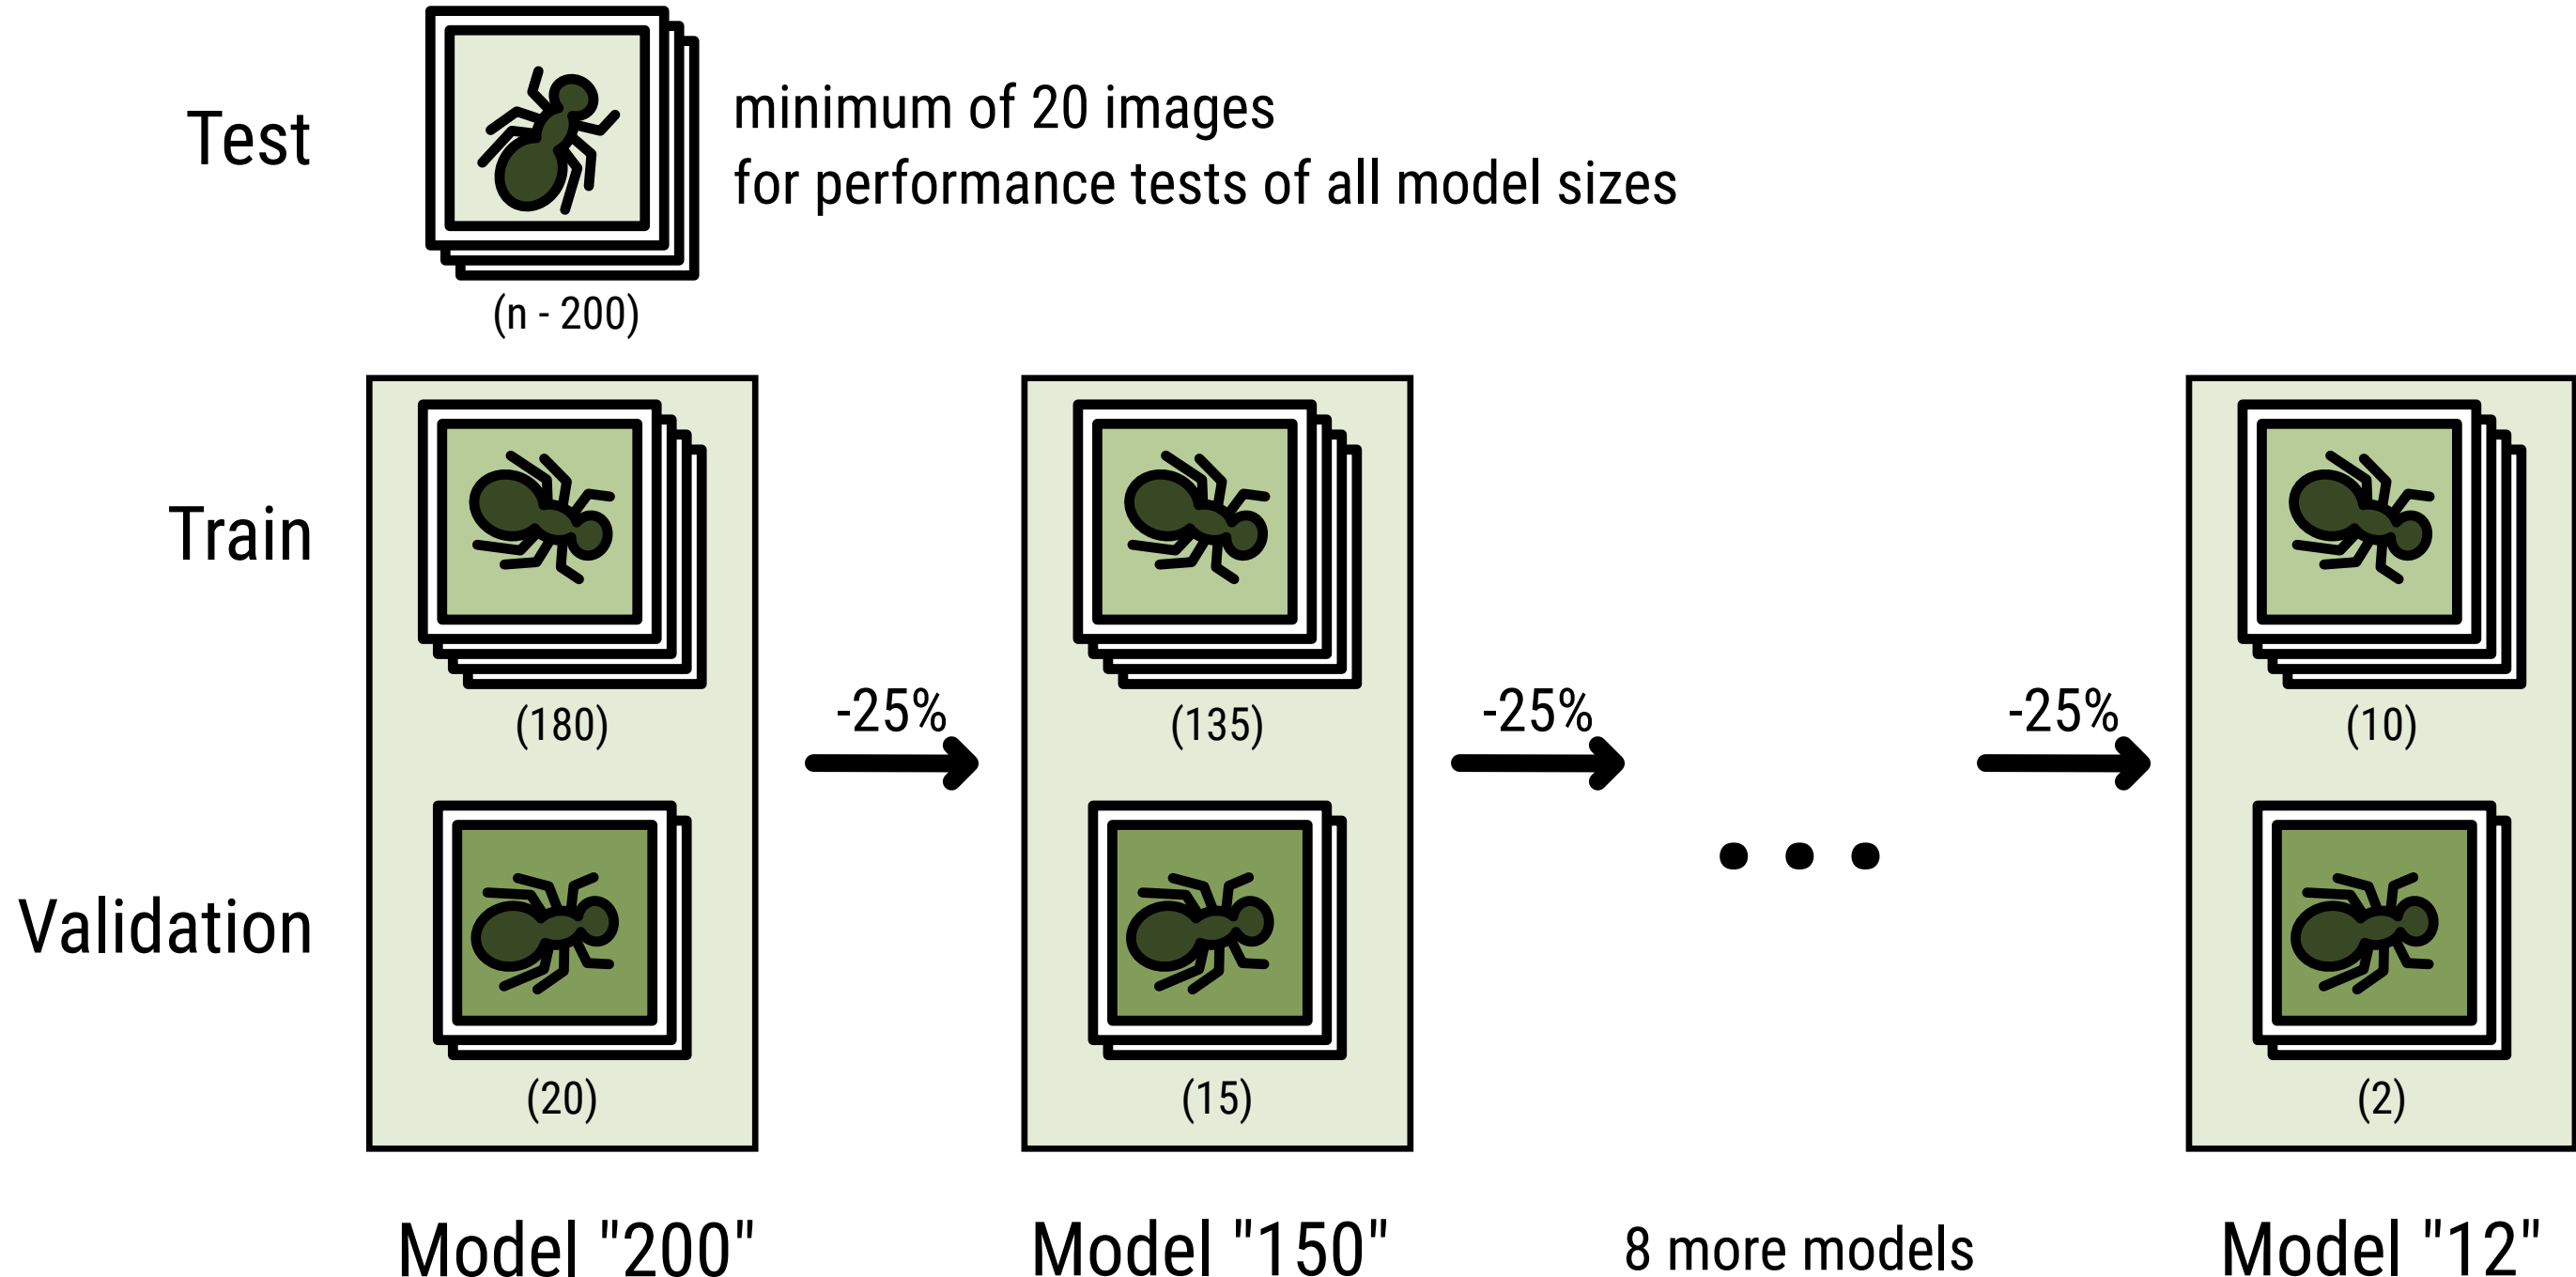 Test
minimum of 20 images
for performance tests of all model sizes
(n - 200)
Train
(180)
-25%
(135)
-25%
-25%
(10)
Validation
(20)
(15)
(2)
Model "200"
Model "150"
8 more models
Model "12"